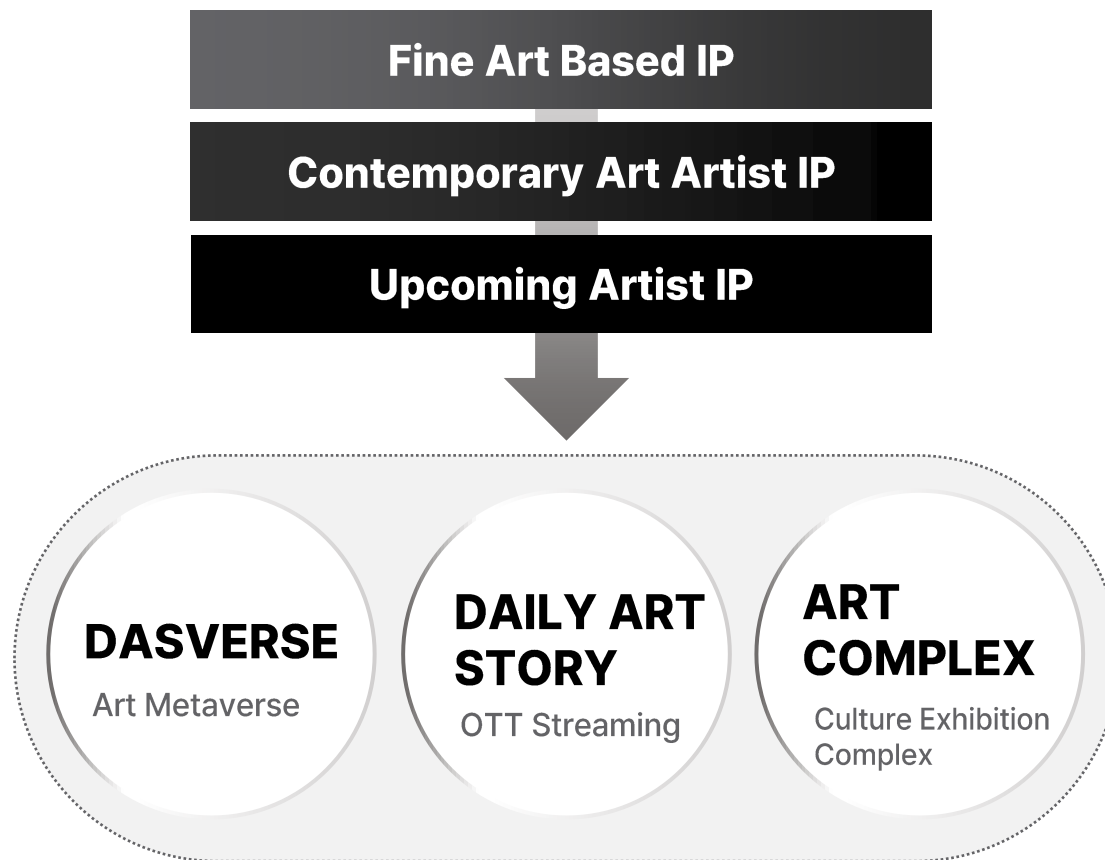 Fine Art Based IP
Contemporary Art Artist IP
Upcoming Artist IP
DASVERSE
Art Metaverse
DAILY ART
STORY
OTT Streaming
ART
COMPLEX
Culture Exhibition
Complex